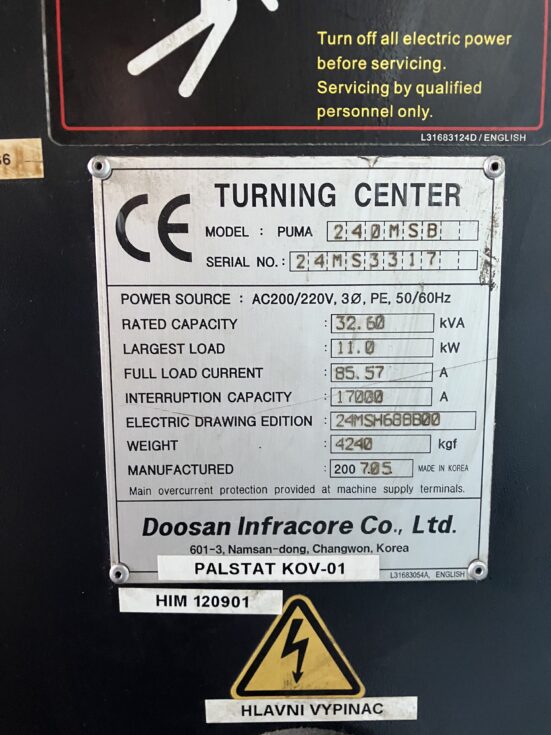 Turn off all electric power
before servicing.
Servicing by qualified
personnel only.
L31683124D / ENGLISH
CE TURNING CENTER
MODEL : PUMA 240MSB
SERIAL NO. : 24MS3317
POWER SOURCE : AC200/220V, 3Ø, PE, 50/60Hz
RATED CAPACITY : 32.60 kVA
LARGEST LOAD : 11.0 kW
FULL LOAD CURRENT : 85.57 A
INTERRUPTION CAPACITY : 17000 A
ELECTRIC DRAWING EDITION : 24MSH6BBB00
WEIGHT : 4240 kgf
MANUFACTURED : 2007.05 MADE IN KOREA
Main overcurrent protection provided at machine supply terminals.
Doosan Infracore Co., Ltd.
601-3, Namsan-dong, Changwon, Korea
PALSTAT KOV-01
L31683054A, ENGLISH
HIM 120901
HLAVNI VYPINAC